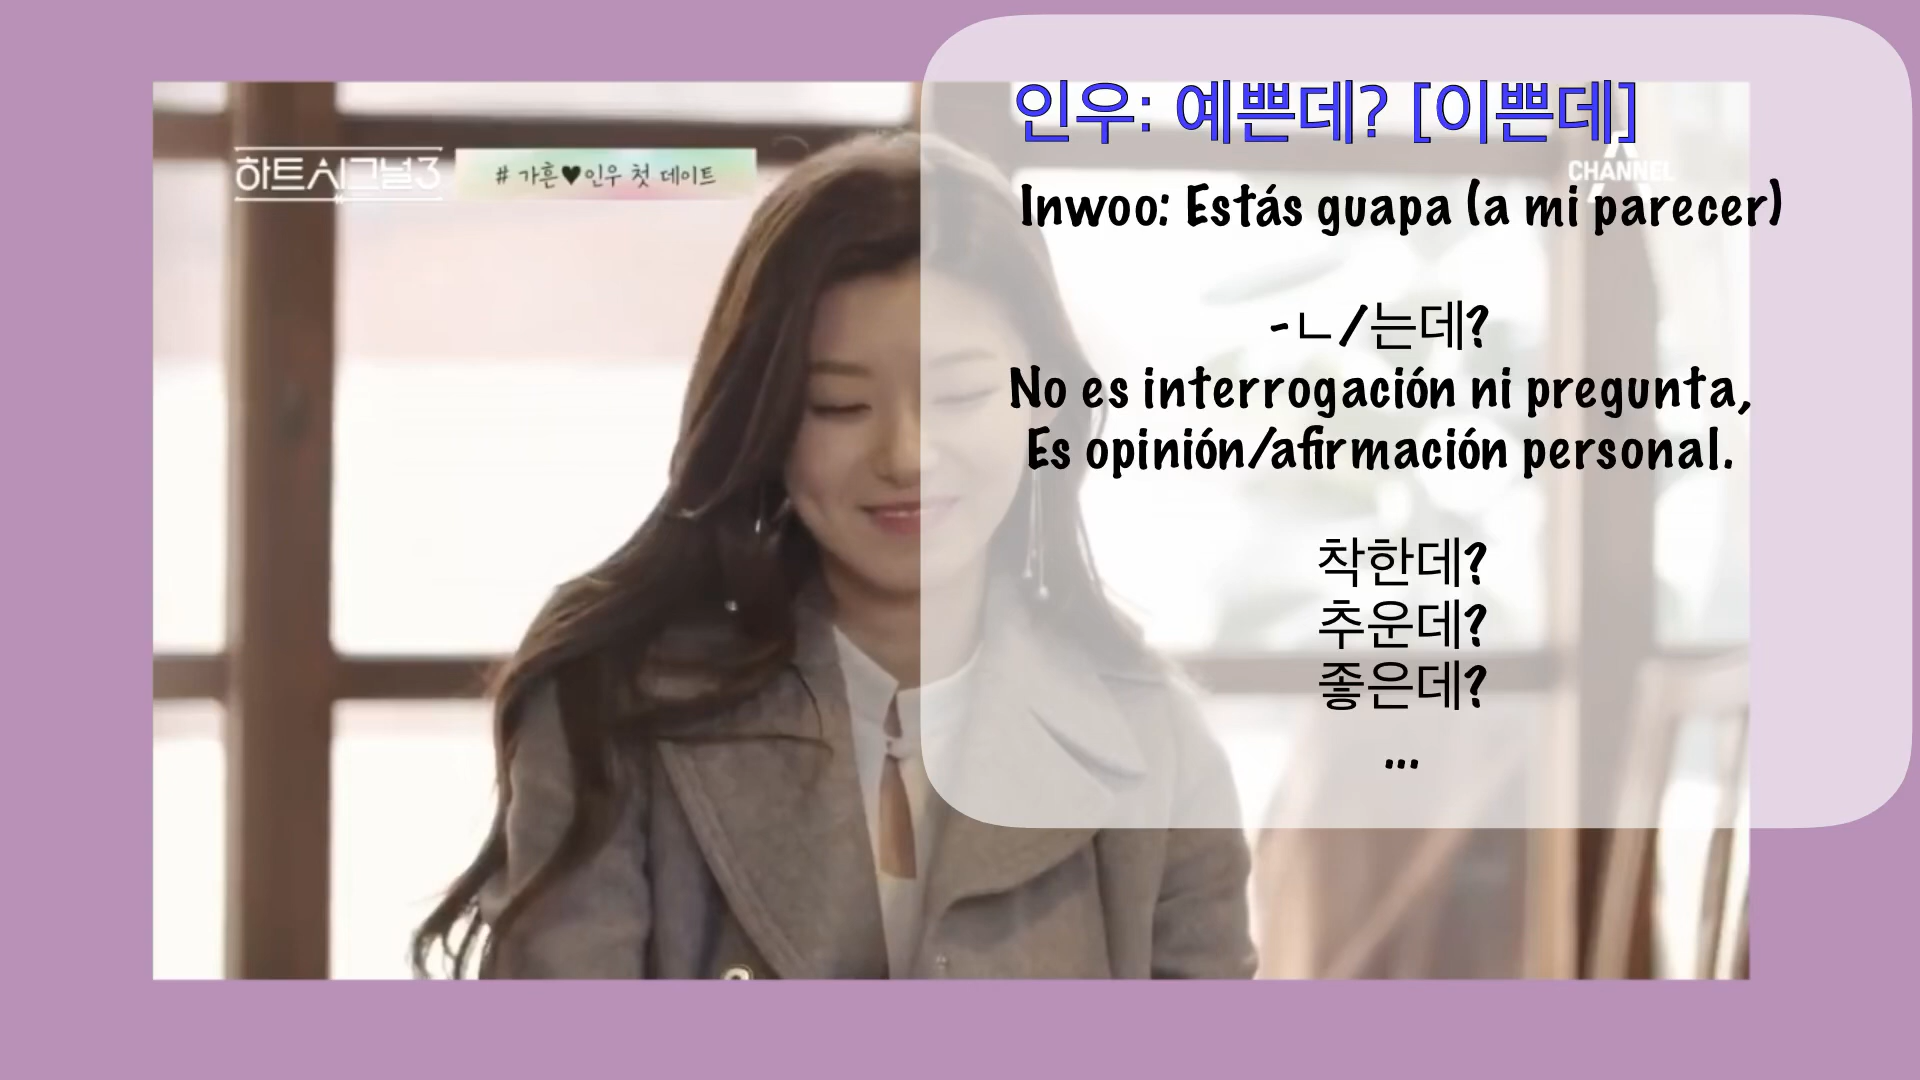 하트시그널3
# 가흔♥인우 첫 데이트
인우: 예쁜데? [이쁜데]
CHANNEL A
Inwoo: Estás guapa (a mi parecer)
-ㄴ/는데?
No es interrogación ni pregunta,
Es opinión/afirmación personal.
착한데?
추운데?
좋은데?
...